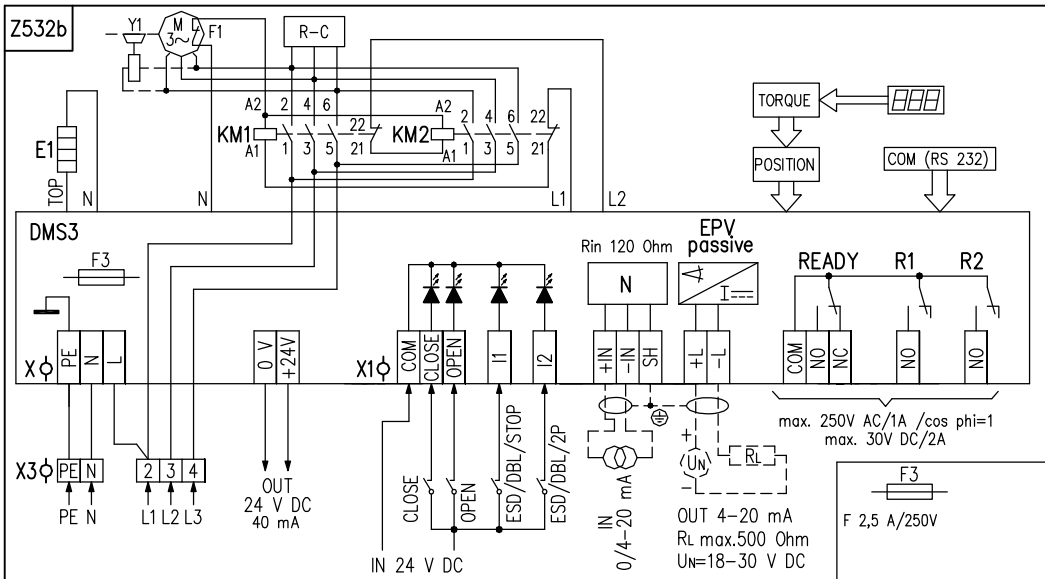 Z532b
Y1
M
3~
F1
R-C
A2
2
4
6
A2
2
4
6
22
KM1
22
KM2
A1
1
3
5
21
A1
1
3
5
21
TORQUE
POSITION
COM (RS 232)
E1
TOP
N
N
L1
L2
DMS3
F3
Rin 120 Ohm
N
EPV
passive
I
READY
R1
R2
X
PE
N
L
0 V
+24V
X1
COM
CLOSE
OPEN
I1
I2
+IN
-IN
SH
+L
-L
COM
NO
NC
NO
NO
max. 250V AC/1A /cos phi=1
max. 30V DC/2A
X3
PE
N
2
3
4
PE N
L1 L2 L3
OUT
24 V DC
40 mA
CLOSE
OPEN
ESD/DBL/STOP
ESD/DBL/2P
IN 24 V DC
IN
0/4-20 mA
+
UN
-
RL
OUT 4-20 mA
RL max.500 Ohm
UN=18-30 V DC
F3
F 2,5 A/250V